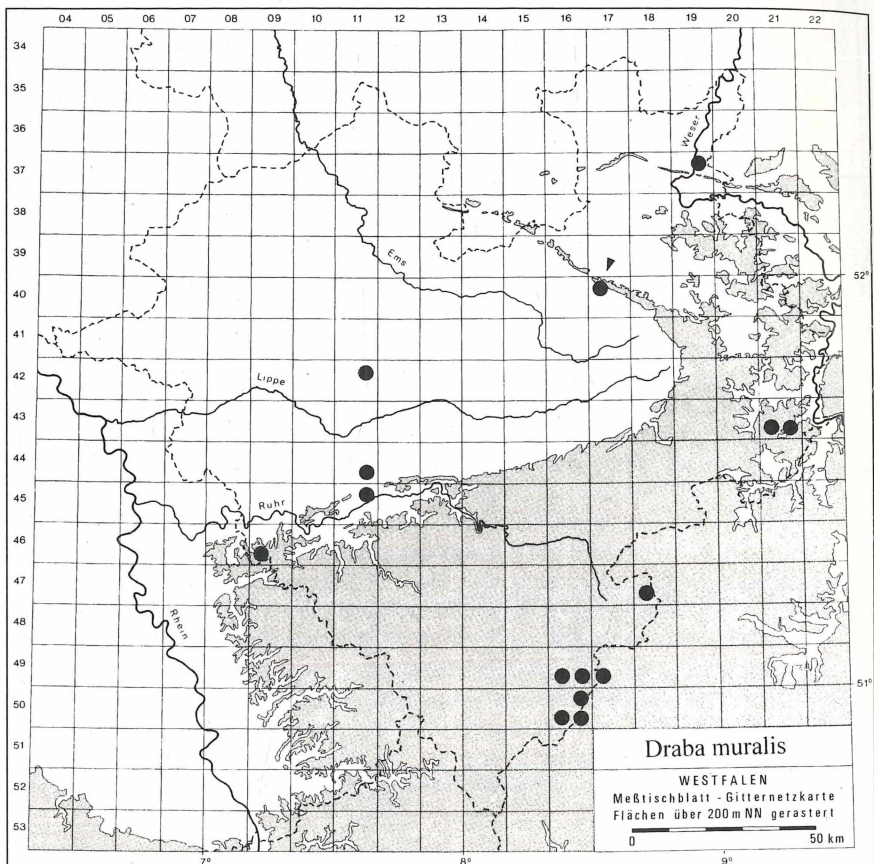 04 05 06 07 08 09 10 11 12 13 14 15 16 17 18 19 20 21 22
34
35
36
Weser
37
38
Ems
39
52°
40
41
42
Lippe
43
44
45
Ruhr
46
47
48
Rhein
49
51°
50
51
52
53
Draba muralis
WESTFALEN
Meßtischblatt - Gitternetzkarte
Flächen über 200 m NN gerastert
0 50 km
7° 8° 9°